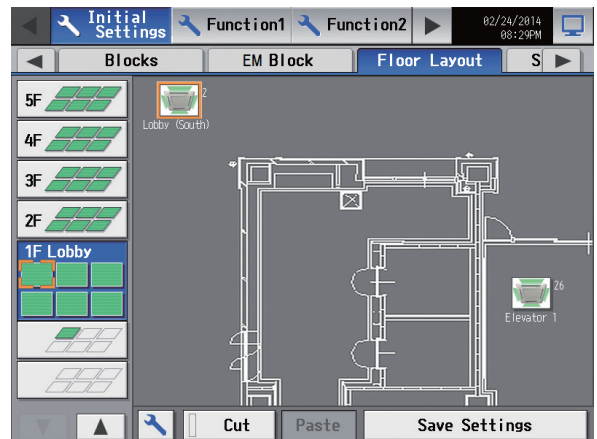 Initial
Settings
Function1
Function2
02/24/2014
08:29PM
Blocks
EM Block
Floor Layout
S
5F
2
Lobby (South)
4F
3F
2F
1F Lobby
26
Elevator 1
Cut
Paste
Save Settings